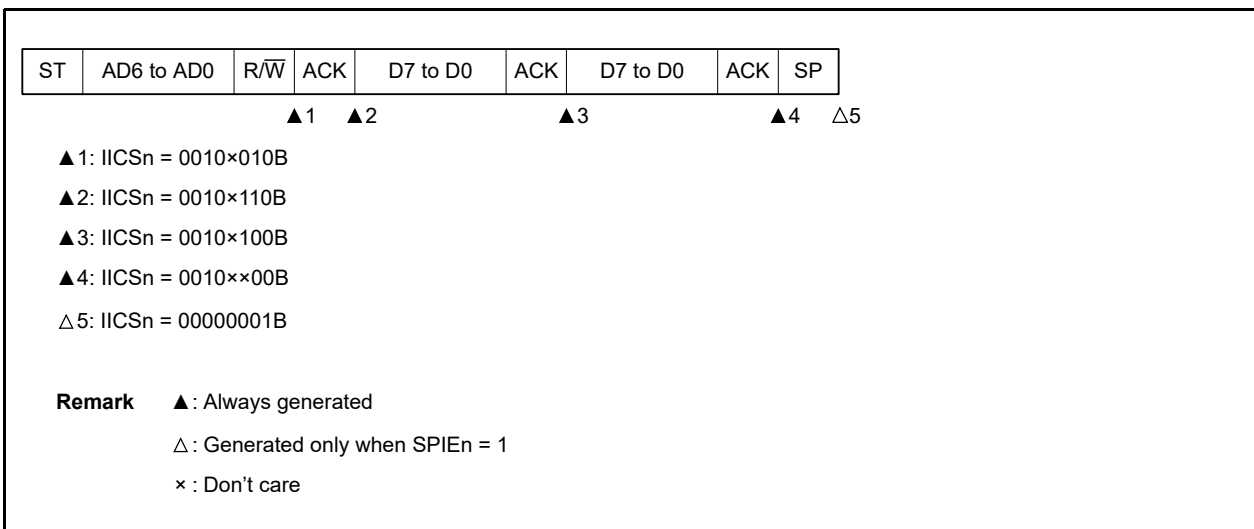 ST AD6 to AD0 R/W̅ ACK D7 to D0 ACK D7 to D0 ACK SP
▲1 ▲2 ▲3 ▲4 △5
▲1: IICSn = 0010×010B
▲2: IICSn = 0010×110B
▲3: IICSn = 0010×100B
▲4: IICSn = 0010××00B
△5: IICSn = 00000001B
Remark ▲: Always generated
△: Generated only when SPIEn = 1
×: Don't care